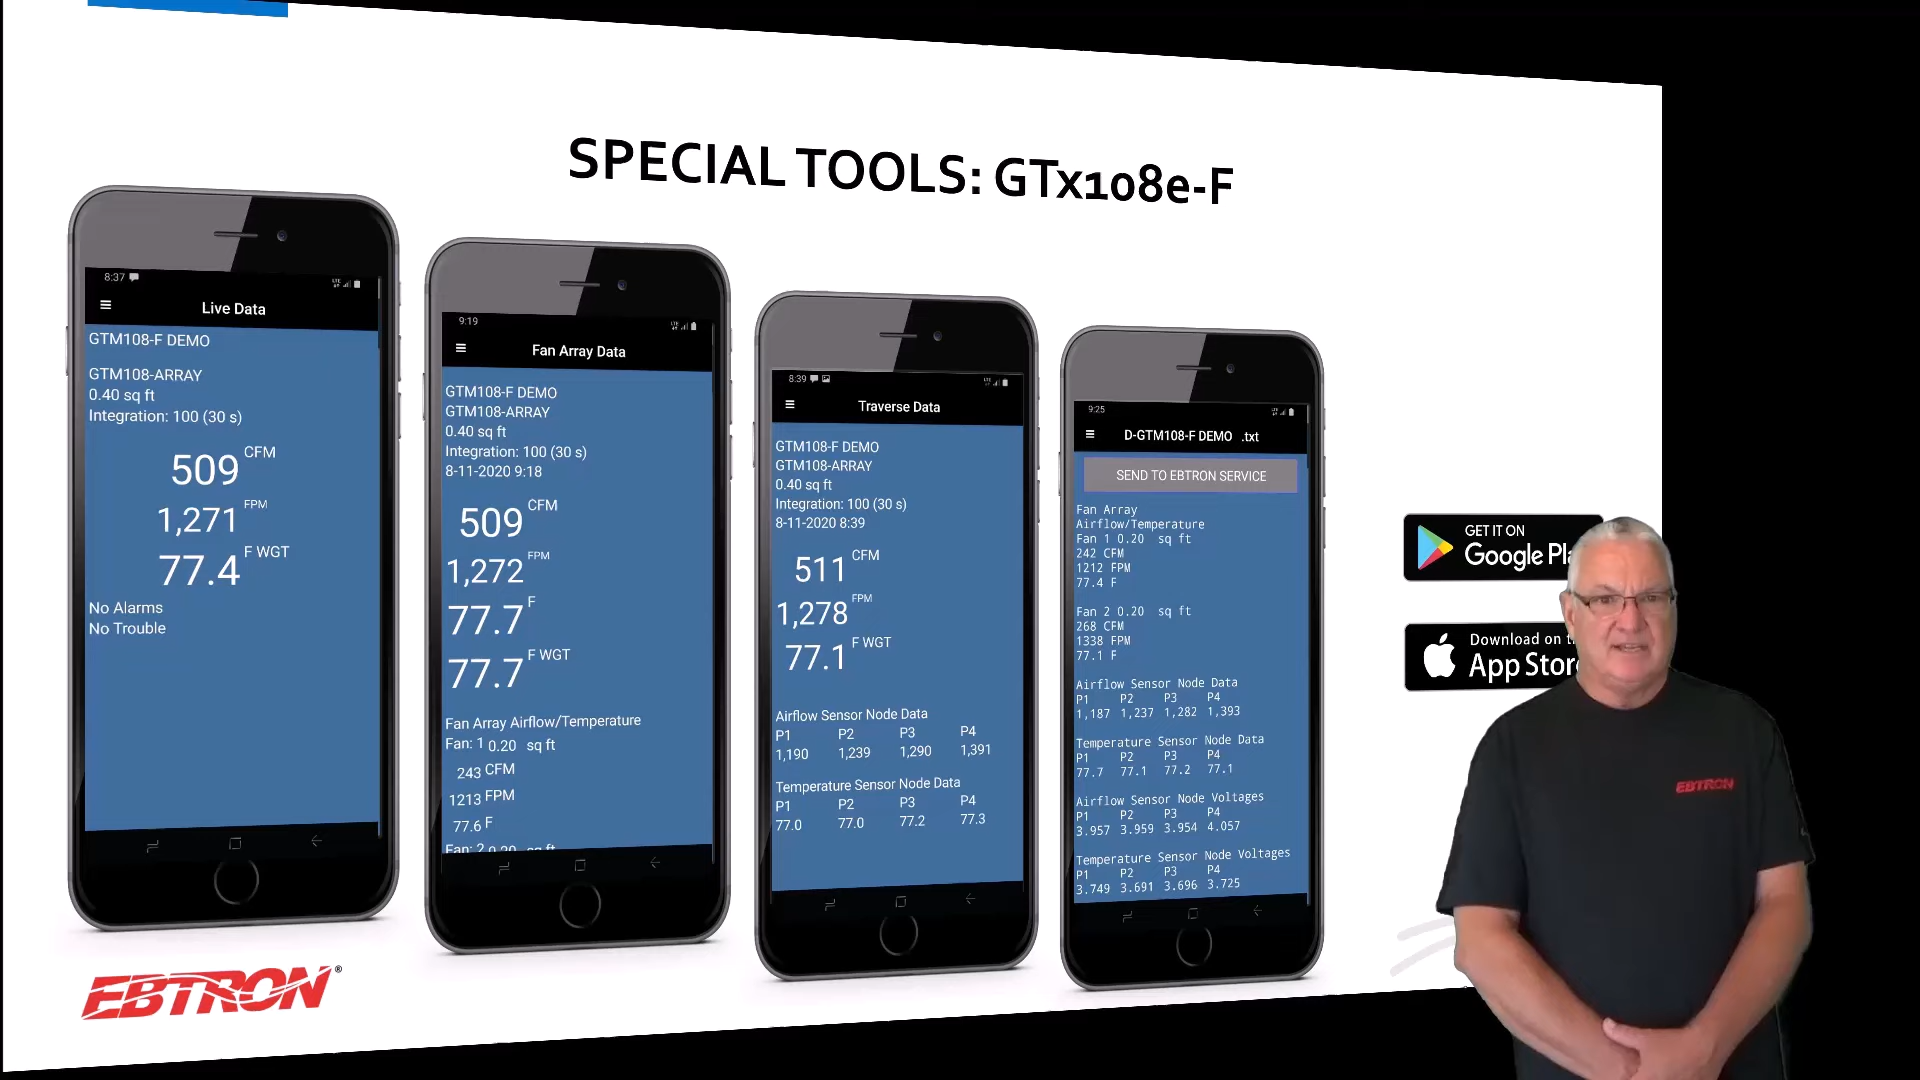 SPECIAL TOOLS: GTx108e-F
8:37
Live Data
GTM108-F DEMO
GTM108-ARRAY
0.40 sq ft
Integration: 100 (30 s)
509 CFM
1,271 FPM
77.4 F WGT
No Alarms
No Trouble
9:19
Fan Array Data
GTM108-F DEMO
GTM108-ARRAY
0.40 sq ft
Integration: 100 (30 s)
8-11-2020 9:18
509 CFM
1,272 FPM
77.7 F
77.7 F WGT
Fan Array Airflow/Temperature
Fan: 1 0.20 sq ft
243 CFM
1213 FPM
77.6 F
Fan: 2 0.20 sq ft
8:39
Traverse Data
GTM108-F DEMO
GTM108-ARRAY
0.40 sq ft
Integration: 100 (30 s)
8-11-2020 8:39
511 CFM
1,278 FPM
77.1 F WGT
Airflow Sensor Node Data
P1 P2 P3 P4
1,190 1,239 1,290 1,391
Temperature Sensor Node Data
P1 P2 P3 P4
77.0 77.0 77.2 77.3
9:25
D-GTM108-F DEMO .txt
SEND TO EBTRON SERVICE
Fan Array
Airflow/Temperature
Fan 1 0.20 sq ft
242 CFM
1212 FPM
77.4 F
Fan 2 0.20 sq ft
268 CFM
1338 FPM
77.1 F
Airflow Sensor Node Data
P1 P2 P3 P4
1,187 1,237 1,282 1,393
Temperature Sensor Node Data
P1 P2 P3 P4
77.7 77.1 77.2 77.1
Airflow Sensor Node Voltages
P1 P2 P3 P4
3.957 3.959 3.954 4.057
Temperature Sensor Node Voltages
P1 P2 P3 P4
3.749 3.691 3.696 3.725
GET IT ON
Google Pla
Download on t
App Stor
EBTRON
EBTRON®